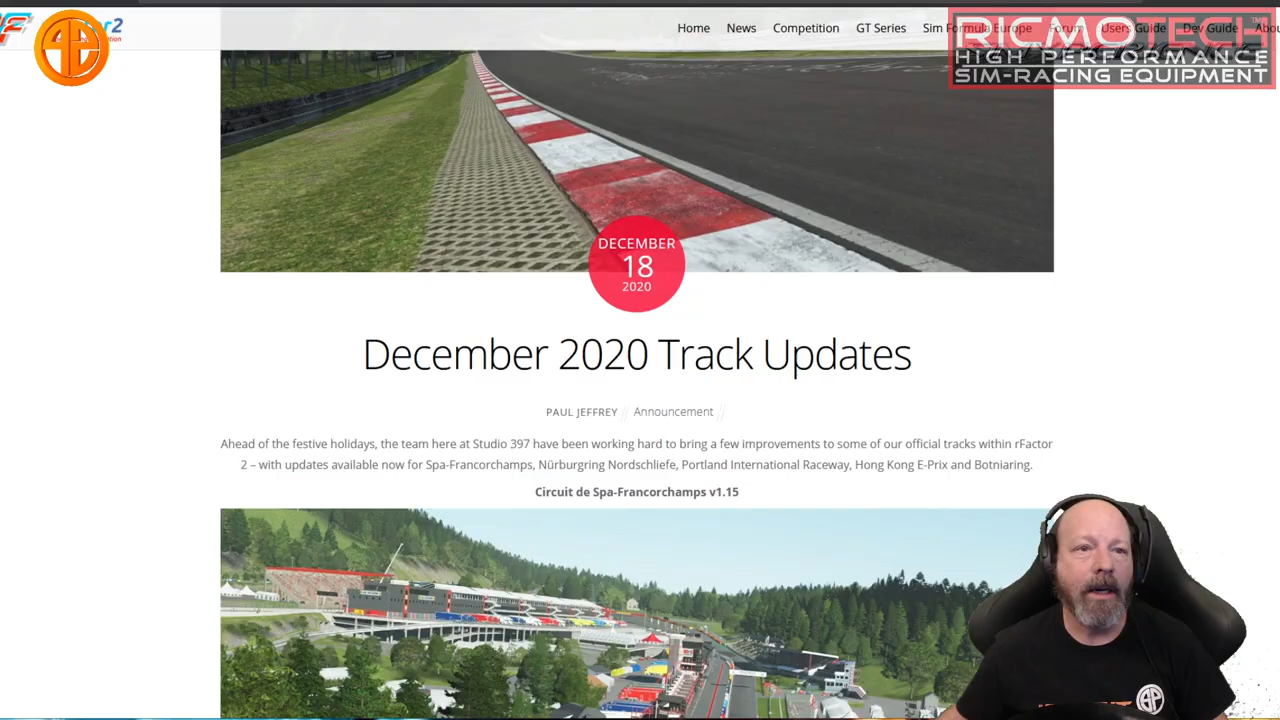 Home News Competition GT Series Sim Formula Europe Forum Users Guide Dev Guide Abou
RICMOTECH™
HIGH PERFORMANCE
SIM-RACING EQUIPMENT
DECEMBER
18
2020
December 2020 Track Updates
PAUL JEFFREY // Announcement //
Ahead of the festive holidays, the team here at Studio 397 have been working hard to bring a few improvements to some of our official tracks within rFactor
2 – with updates available now for Spa-Francorchamps, Nürburgring Nordschliefe, Portland International Raceway, Hong Kong E-Prix and Botniaring.
Circuit de Spa-Francorchamps v1.15